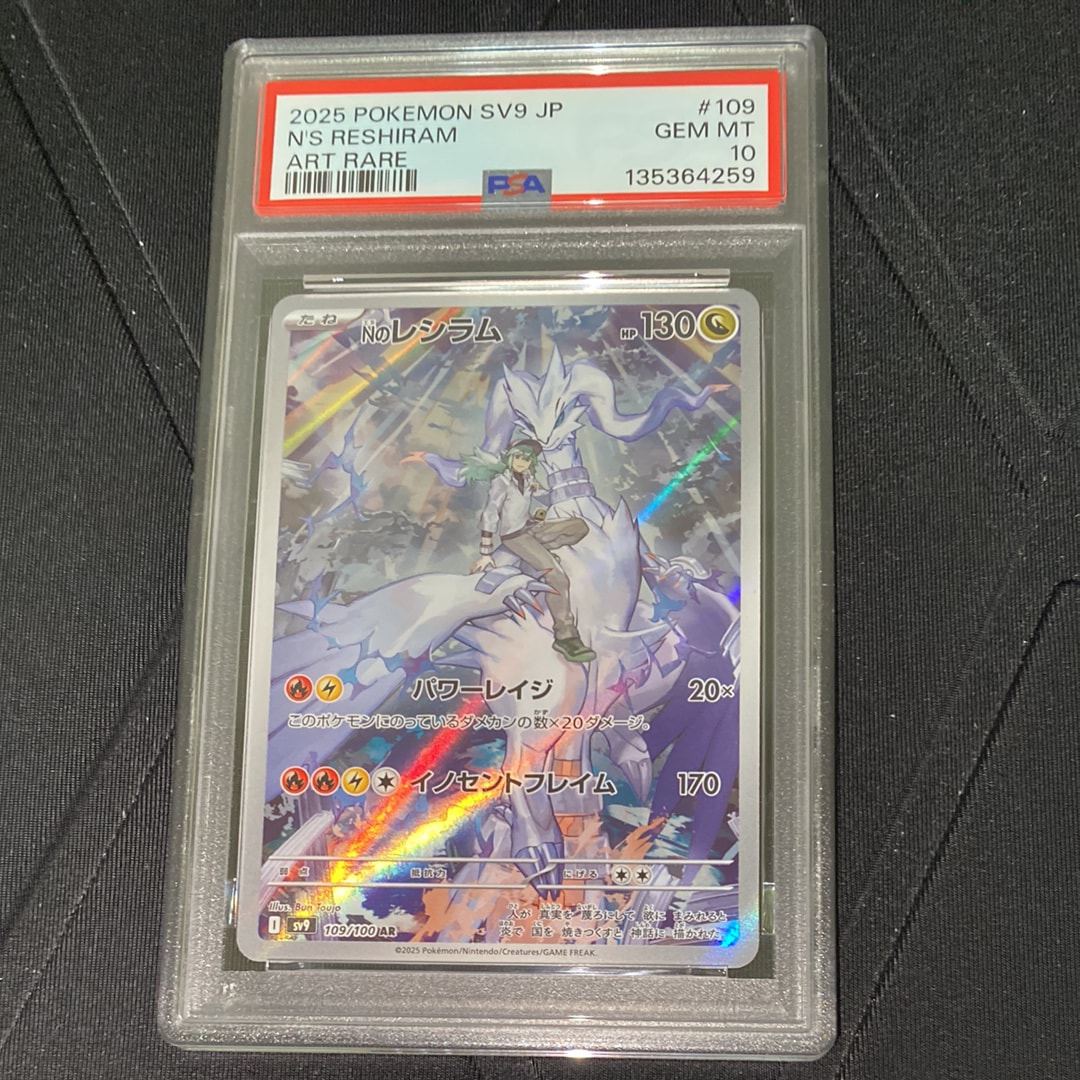 2025 POKEMON SV9 JP #109
N'S RESHIRAM GEM MT
ART RARE 10
PSA 135364259
たね Nのレシラム HP 130
パワーレイジ 20×
このポケモンにのっているダメカンの数×20ダメージ。
イノセントフレイム 170
弱点 抵抗力 にげる
Illus. Bun Toujo
sv9 109/100 AR
人が 真実を 蔑ろにして 欲に まみれると
炎で 国を 焼きつくすと 神話に 描かれた
©2025 Pokémon/Nintendo/Creatures/GAME FREAK.